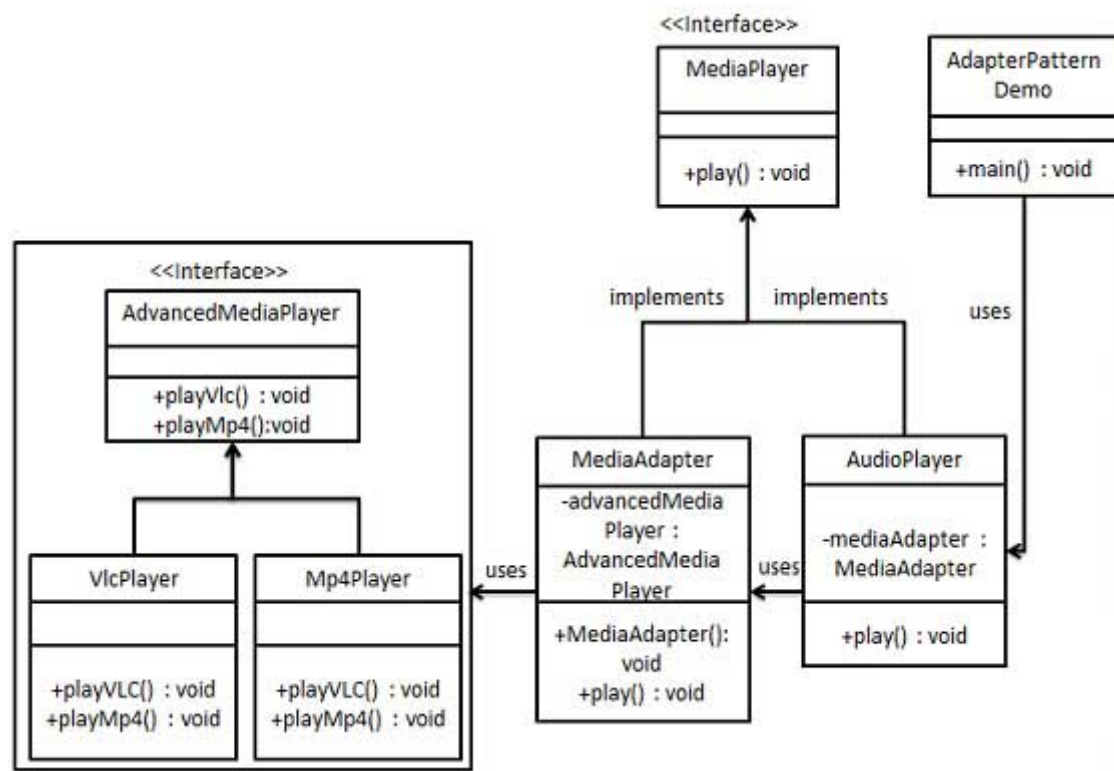 <<Interface>>
MediaPlayer
+play() : void
AdapterPattern
Demo
+main() : void
implements
implements
uses
<<Interface>>
AdvancedMediaPlayer
+playVlc() : void
+playMp4():void
VlcPlayer
+playVLC() : void
+playMp4() : void
Mp4Player
+playVLC() : void
+playMp4() : void
uses
MediaAdapter
-advancedMedia
Player :
AdvancedMedia
Player
+MediaAdapter():
void
+play() : void
uses
AudioPlayer
-mediaAdapter :
MediaAdapter
+play() : void